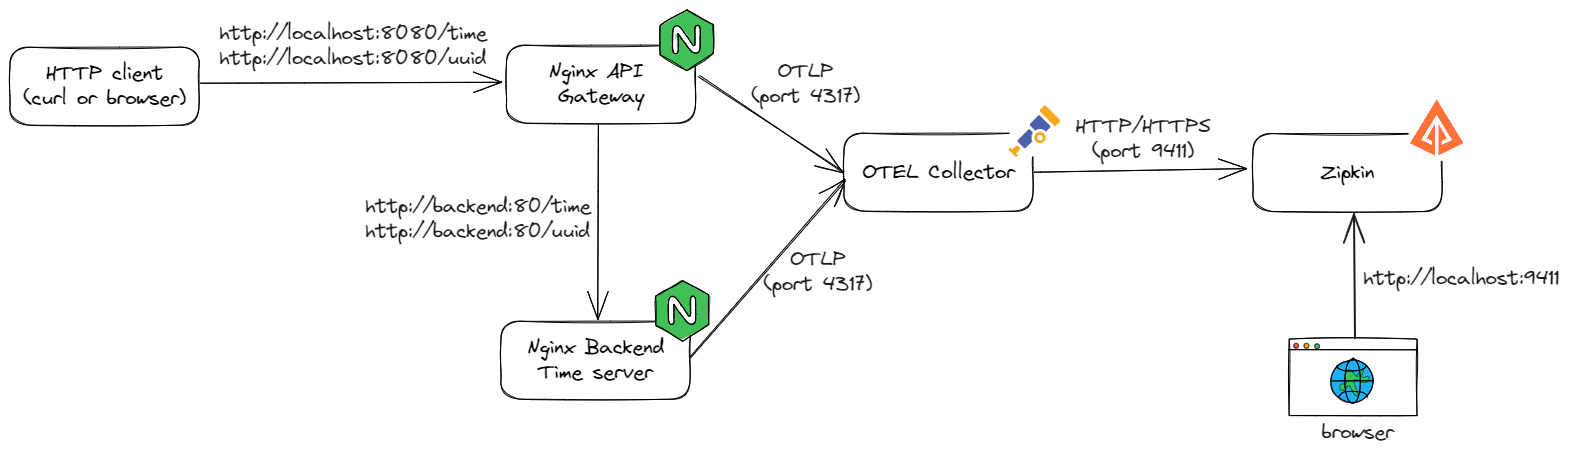 http://localhost:8080/time
http://localhost:8080/uuid
HTTP client
(curl or browser)
Nginx API
Gateway
OTLP
(port 4317)
HTTP/HTTPS
(port 9411)
OTEL Collector
Zipkin
http://backend:80/time
http://backend:80/uuid
OTLP
(port 4317)
http://localhost:9411
Nginx Backend
Time server
browser